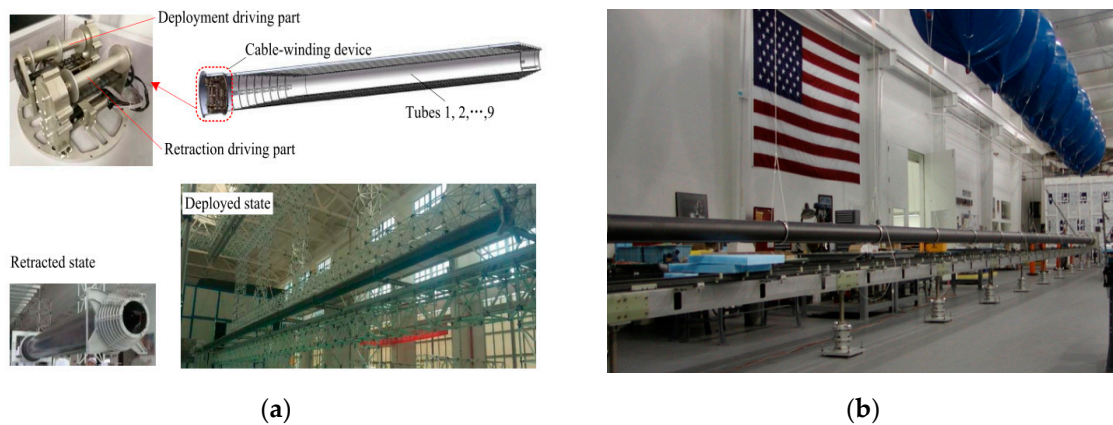 Deployment driving part
Cable-winding device
Tubes 1, 2,⋯,9
Retraction driving part
Deployed state
Retracted state
(a)
(b)